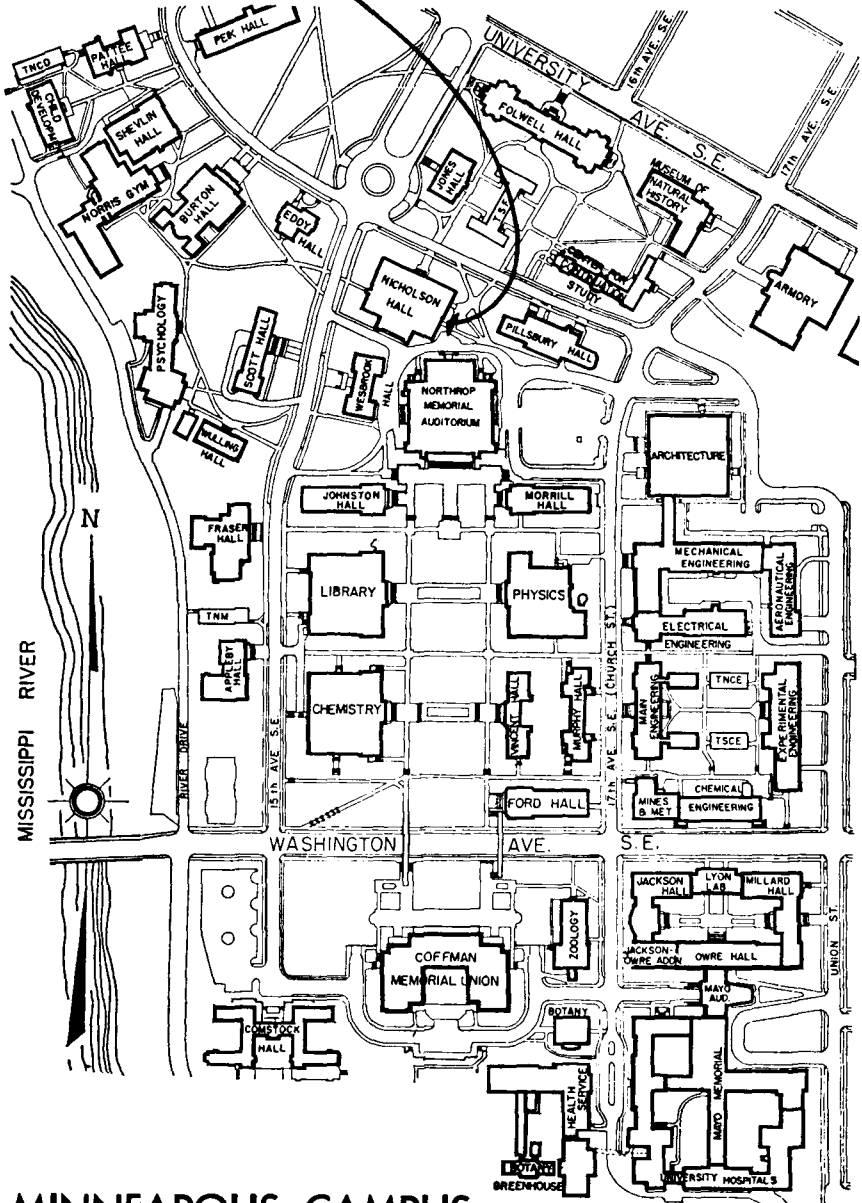 PEIK HALL
TNCD
PATTEE
HALL
CHILD
DEVELOPMENT
SHEVLIN
HALL
NORRIS GYM
BURTON
HALL
EDDY
HALL
JONES
HALL
T.S.F.
UNIVERSITY AVE. S.E.
16th AVE. S.E.
17th AVE. S.E.
FOLWELL HALL
MUSEUM OF
NATURAL
HISTORY
CENTER FOR
CONTINUATION
STUDY
ARMORY
NICHOLSON
HALL
PILLSBURY HALL
PSYCHOLOGY
SCOTT HALL
WESBROOK
HALL
WULLING
HALL
NORTHROP
MEMORIAL
AUDITORIUM
ARCHITECTURE
JOHNSTON
HALL
MORRILL
HALL
N
FRASER
HALL
MECHANICAL
ENGINEERING
AERONAUTICAL
ENGINEERING
LIBRARY
PHYSICS
TNM
ELECTRICAL
ENGINEERING
APPLEBY
HALL
CHEMISTRY
VINCENT HALL
MURPHY HALL
17th AVE. S.E. (CHURCH ST.)
MAIN
ENGINEERING
TNCE
TSCE
EXPERIMENTAL
ENGINEERING
MISSISSIPPI RIVER
RIVER DRIVE
15th AVE S.E.
FORD HALL
MINES
& MET
CHEMICAL
ENGINEERING
WASHINGTON AVE. S.E.
JACKSON
HALL
LYON
LAB
MILLARD
HALL
COFFMAN
MEMORIAL UNION
ZOOLOGY
JACKSON-
OWRE ADDN
OWRE HALL
UNION ST.
MAYO
AUD.
COMSTOCK
HALL
BOTANY
HEALTH
SERVICE
MAYO MEMORIAL
BOTANY
GREENHOUSE
UNIVERSITY HOSPITALS
MINNEAPOLIS CAMPUS